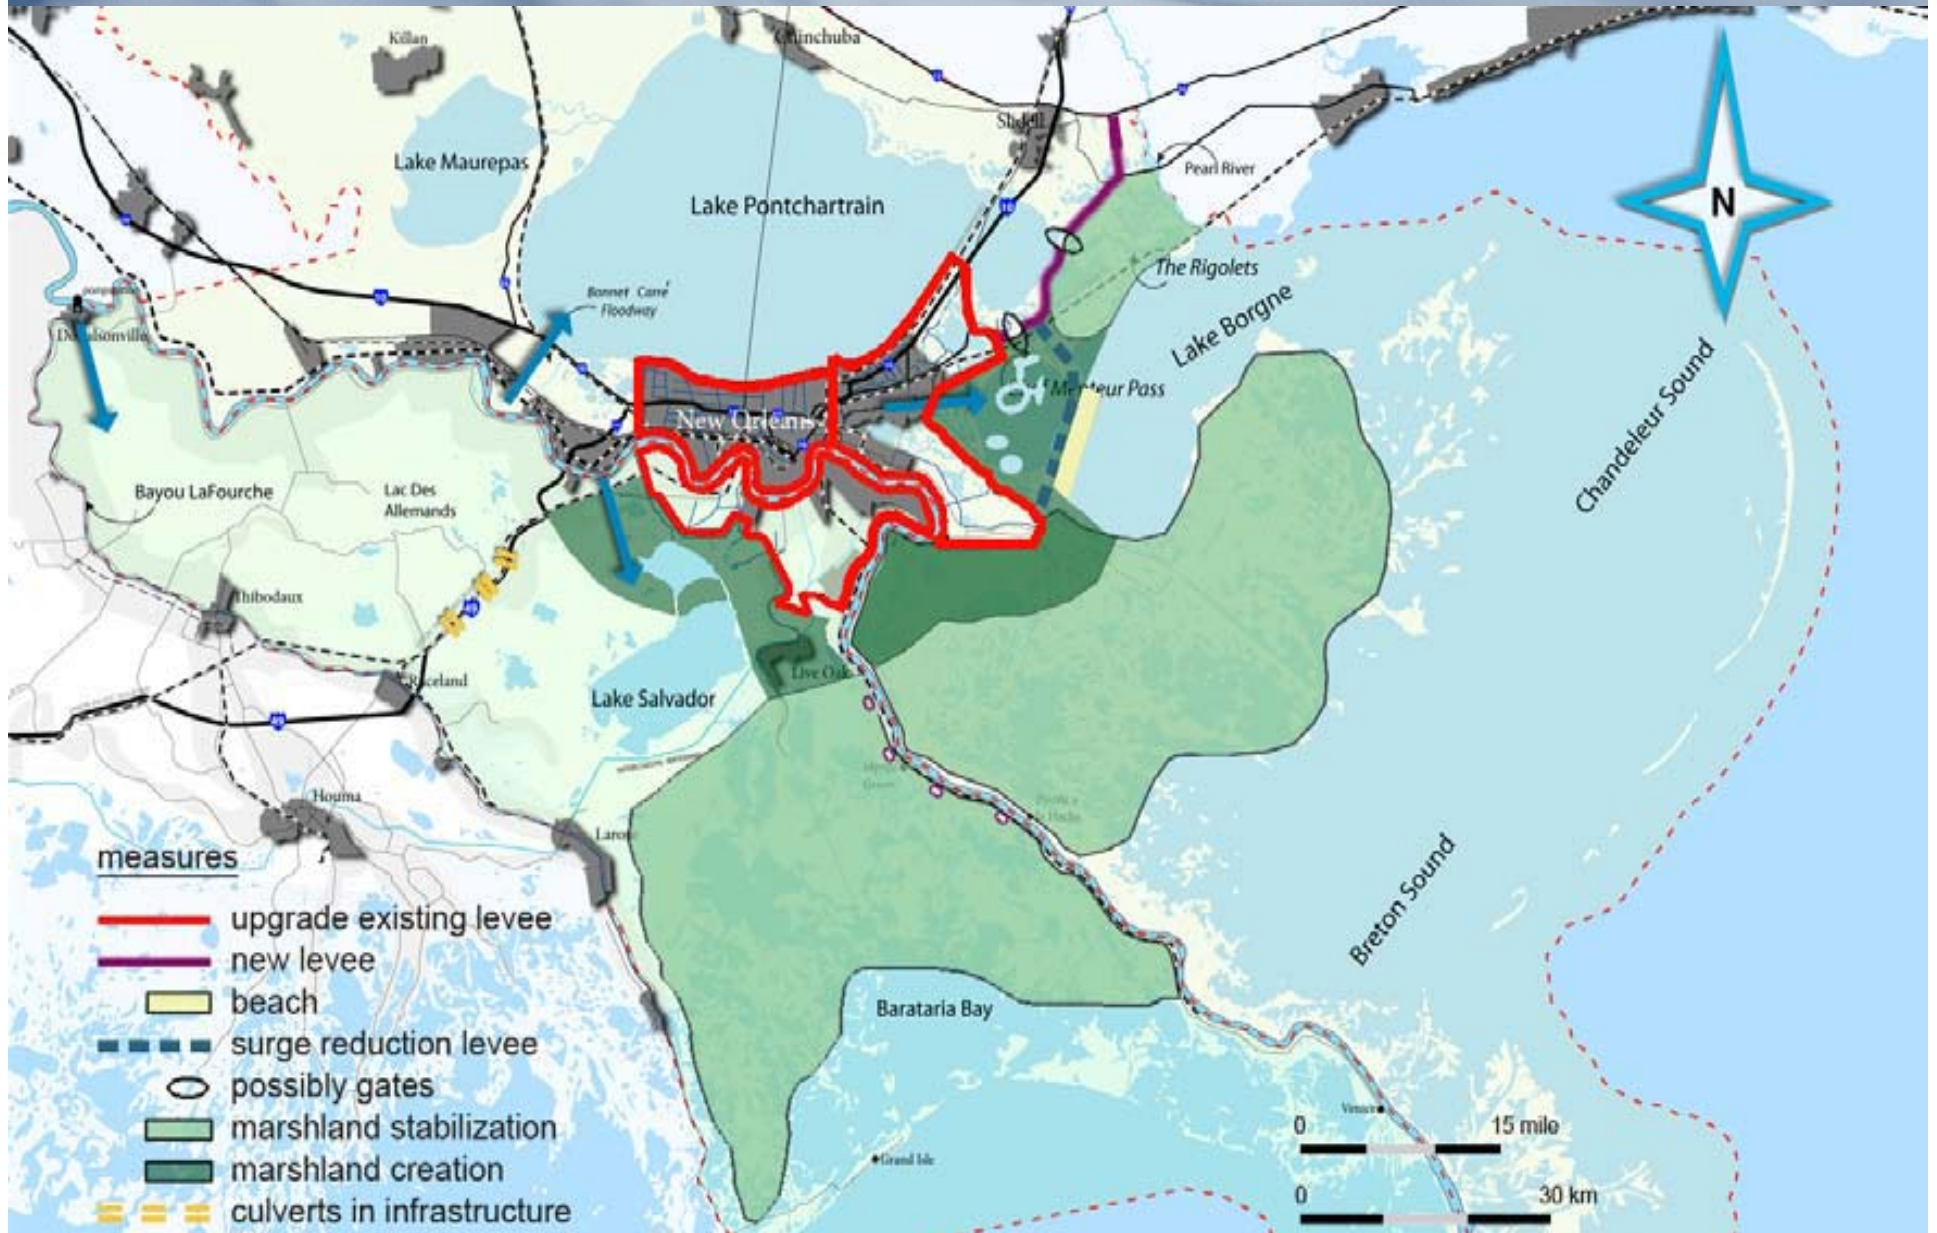 Killan
Chinchuba
Lake Maurepas
Slidell
Pearl River
Lake Pontchartrain
N
Bonnet Carré
Floodway
The Rigolets
Lake Borgne
Donaldsonville
Menteur Pass
New Orleans
Chandeleur Sound
Bayou LaFourche
Lac Des
Allemands
Thibodaux
Raceland
Live Oak
Lake Salvador
Houma
Breton Sound
Barataria Bay
Venice
Grand Isle
measures
upgrade existing levee
new levee
beach
surge reduction levee
possibly gates
marshland stabilization
marshland creation
culverts in infrastructure
0 15 mile
0 30 km